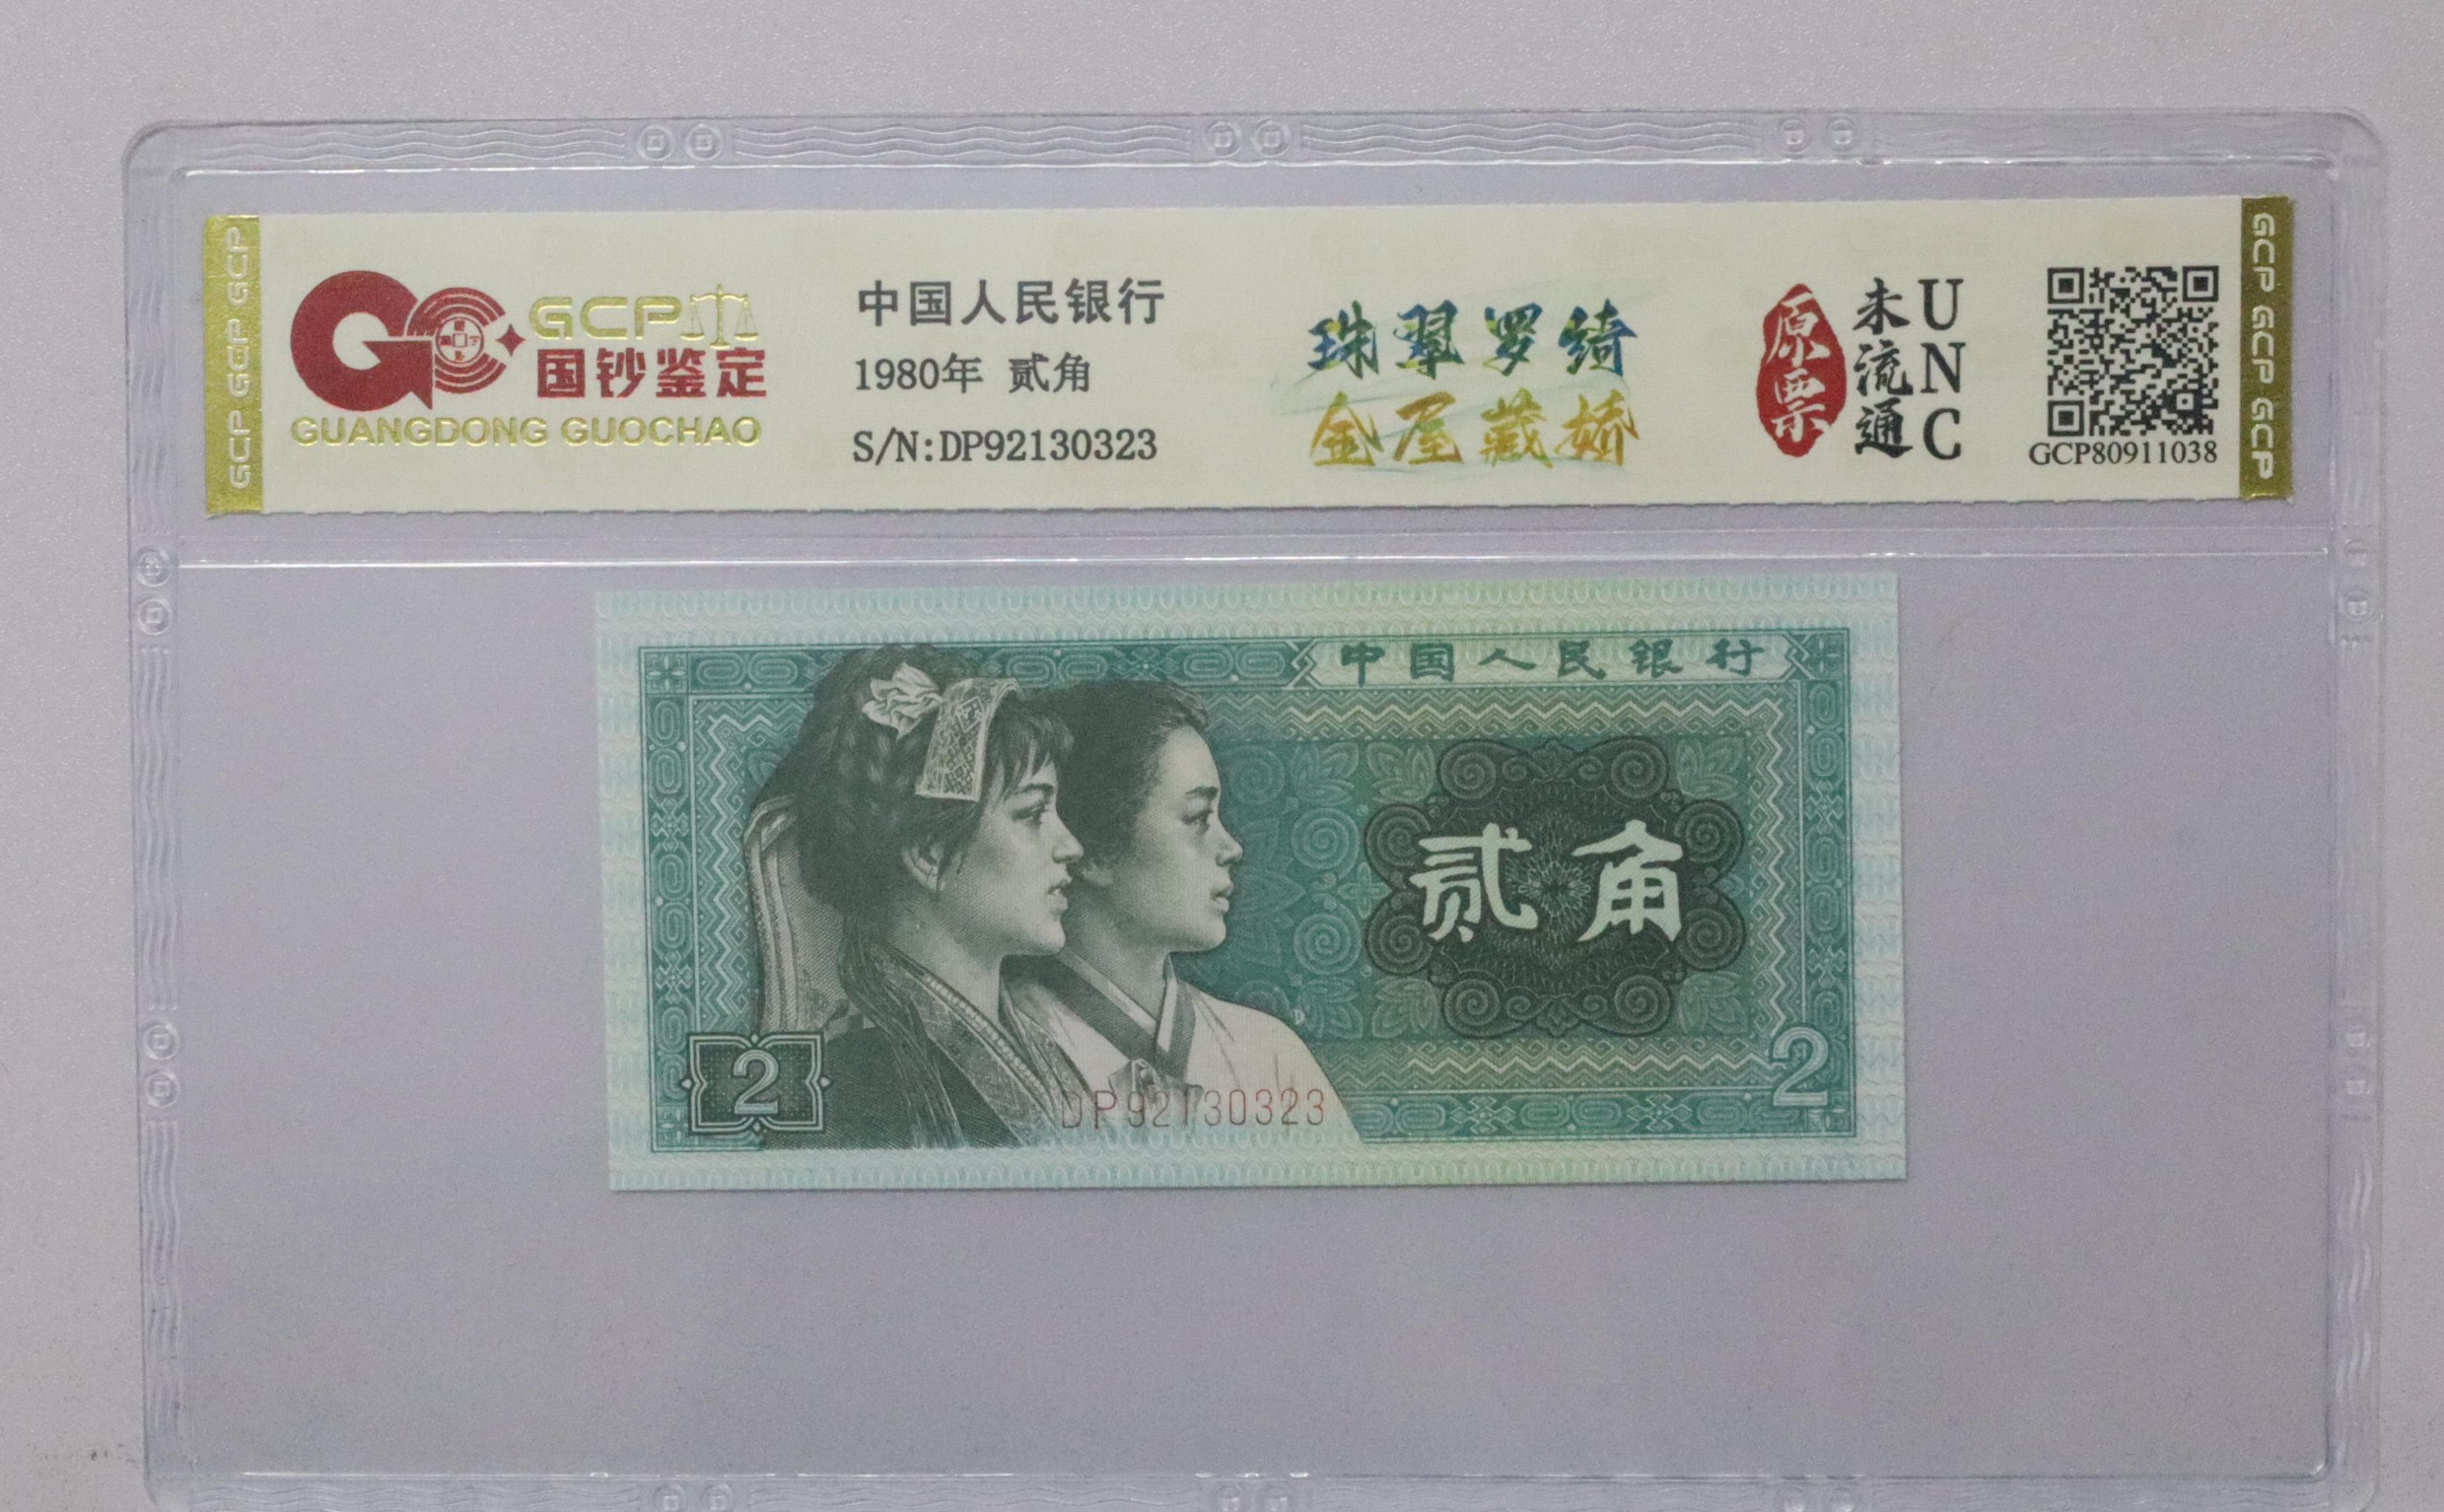 GCP GCP GCP
GCP
国钞鉴定
GUANGDONG GUOCHAO
中国人民银行
1980年 贰角
S/N:DP92130323
珠翠罗绮
金屋藏娇
原票
未流通
UNC
GCP80911038
GCP GCP GCP
中国人民银行
贰角
2
2
DP92130323